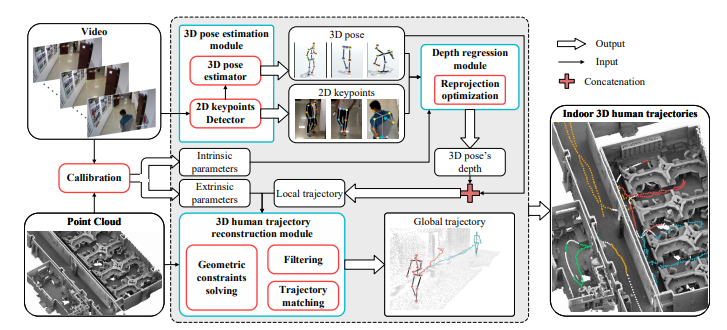 Video
3D pose estimation
module
3D pose
estimator
2D keypoints
Detector
3D pose
2D keypoints
Depth regression
module
Reprojection
optimization
Output
Input
Concatenation
Callibration
Intrinsic
parameters
Extrinsic
parameters
Local trajectory
3D pose's
depth
Point Cloud
3D human trajectory
reconstruction module
Geometric
constraints
solving
Filtering
Trajectory
matching
Global trajectory
Indoor 3D human trajectories